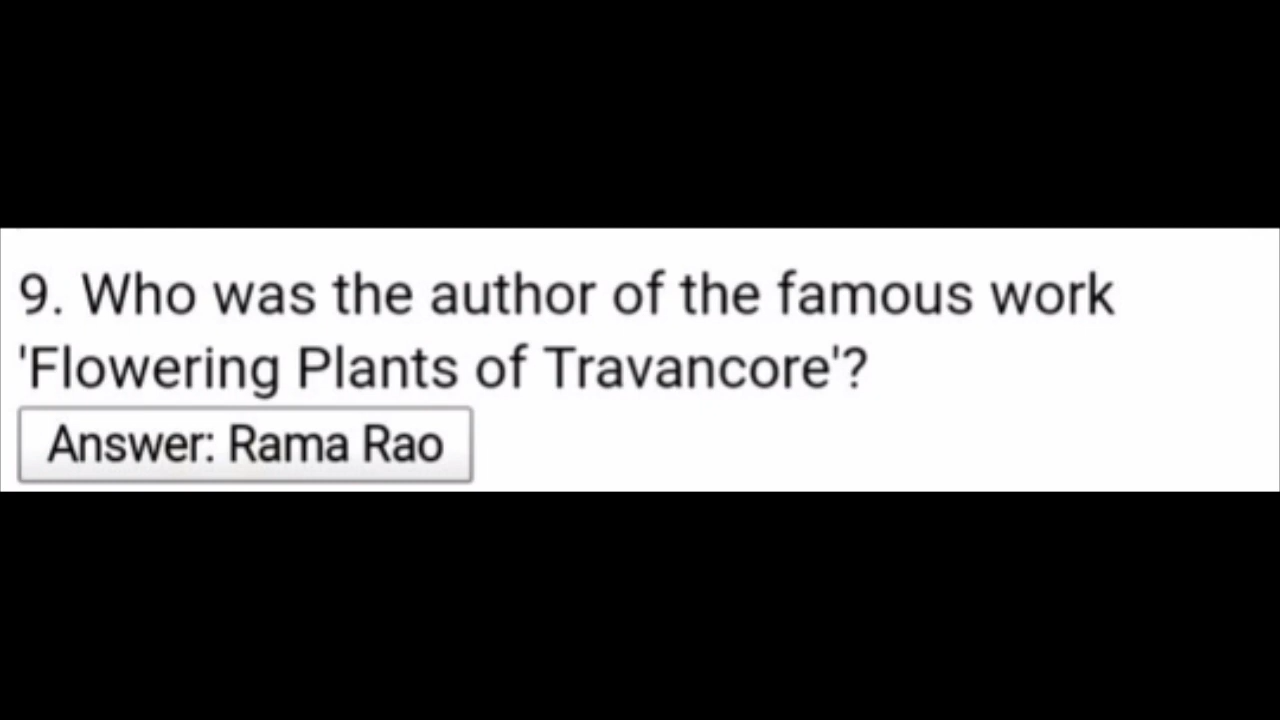 9. Who was the author of the famous work
'Flowering Plants of Travancore'?
Answer: Rama Rao